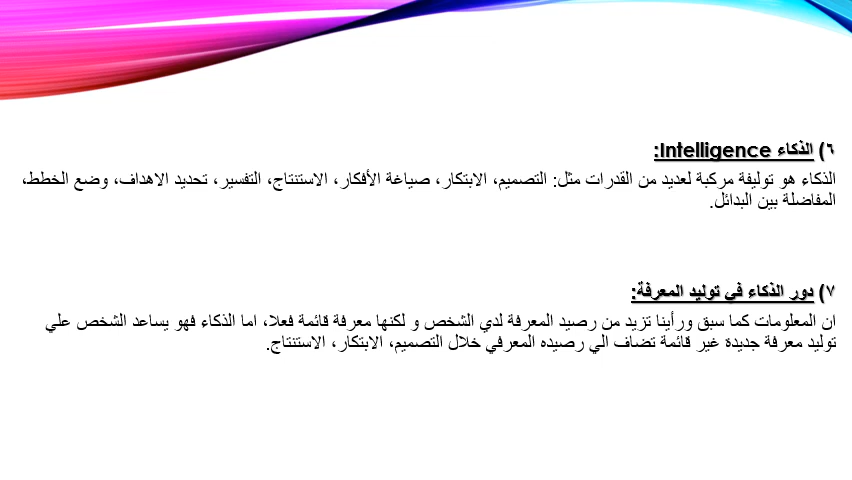 ٦) الذكاء Intelligence:
الذكاء هو توليفة مركبة لعديد من القدرات مثل: التصميم، الابتكار، صياغة الأفكار، الاستنتاج، التفسير، تحديد الاهداف، وضع الخطط،
المفاضلة بين البدائل.
٧) دور الذكاء في توليد المعرفة:
ان المعلومات كما سبق ورأينا تزيد من رصيد المعرفة لدي الشخص و لكنها معرفة قائمة فعلا، اما الذكاء فهو يساعد الشخص علي
توليد معرفة جديدة غير قائمة تضاف الي رصيده المعرفي خلال التصميم، الابتكار، الاستنتاج.